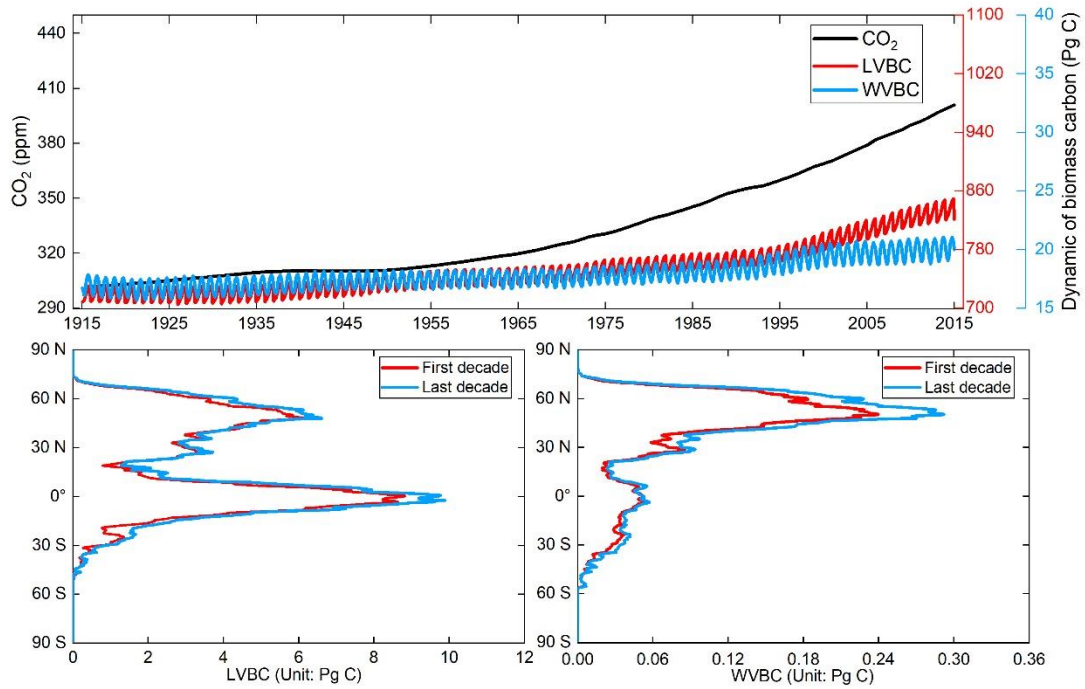 CO₂ (ppm)
440
410
380
350
320
290
1915
1925
1935
1945
1955
1965
1975
1985
1995
2005
2015
CO₂
LVBC
WVBC
1100
1020
940
860
780
700
40
35
30
25
20
15
Dynamic of biomass carbon (Pg C)
90 N
60 N
30 N
0°
30 S
60 S
90 S
0
2
4
6
8
10
12
LVBC (Unit: Pg C)
First decade
Last decade
90 N
60 N
30 N
0°
30 S
60 S
90 S
0.00
0.06
0.12
0.18
0.24
0.30
0.36
WVBC (Unit: Pg C)
First decade
Last decade